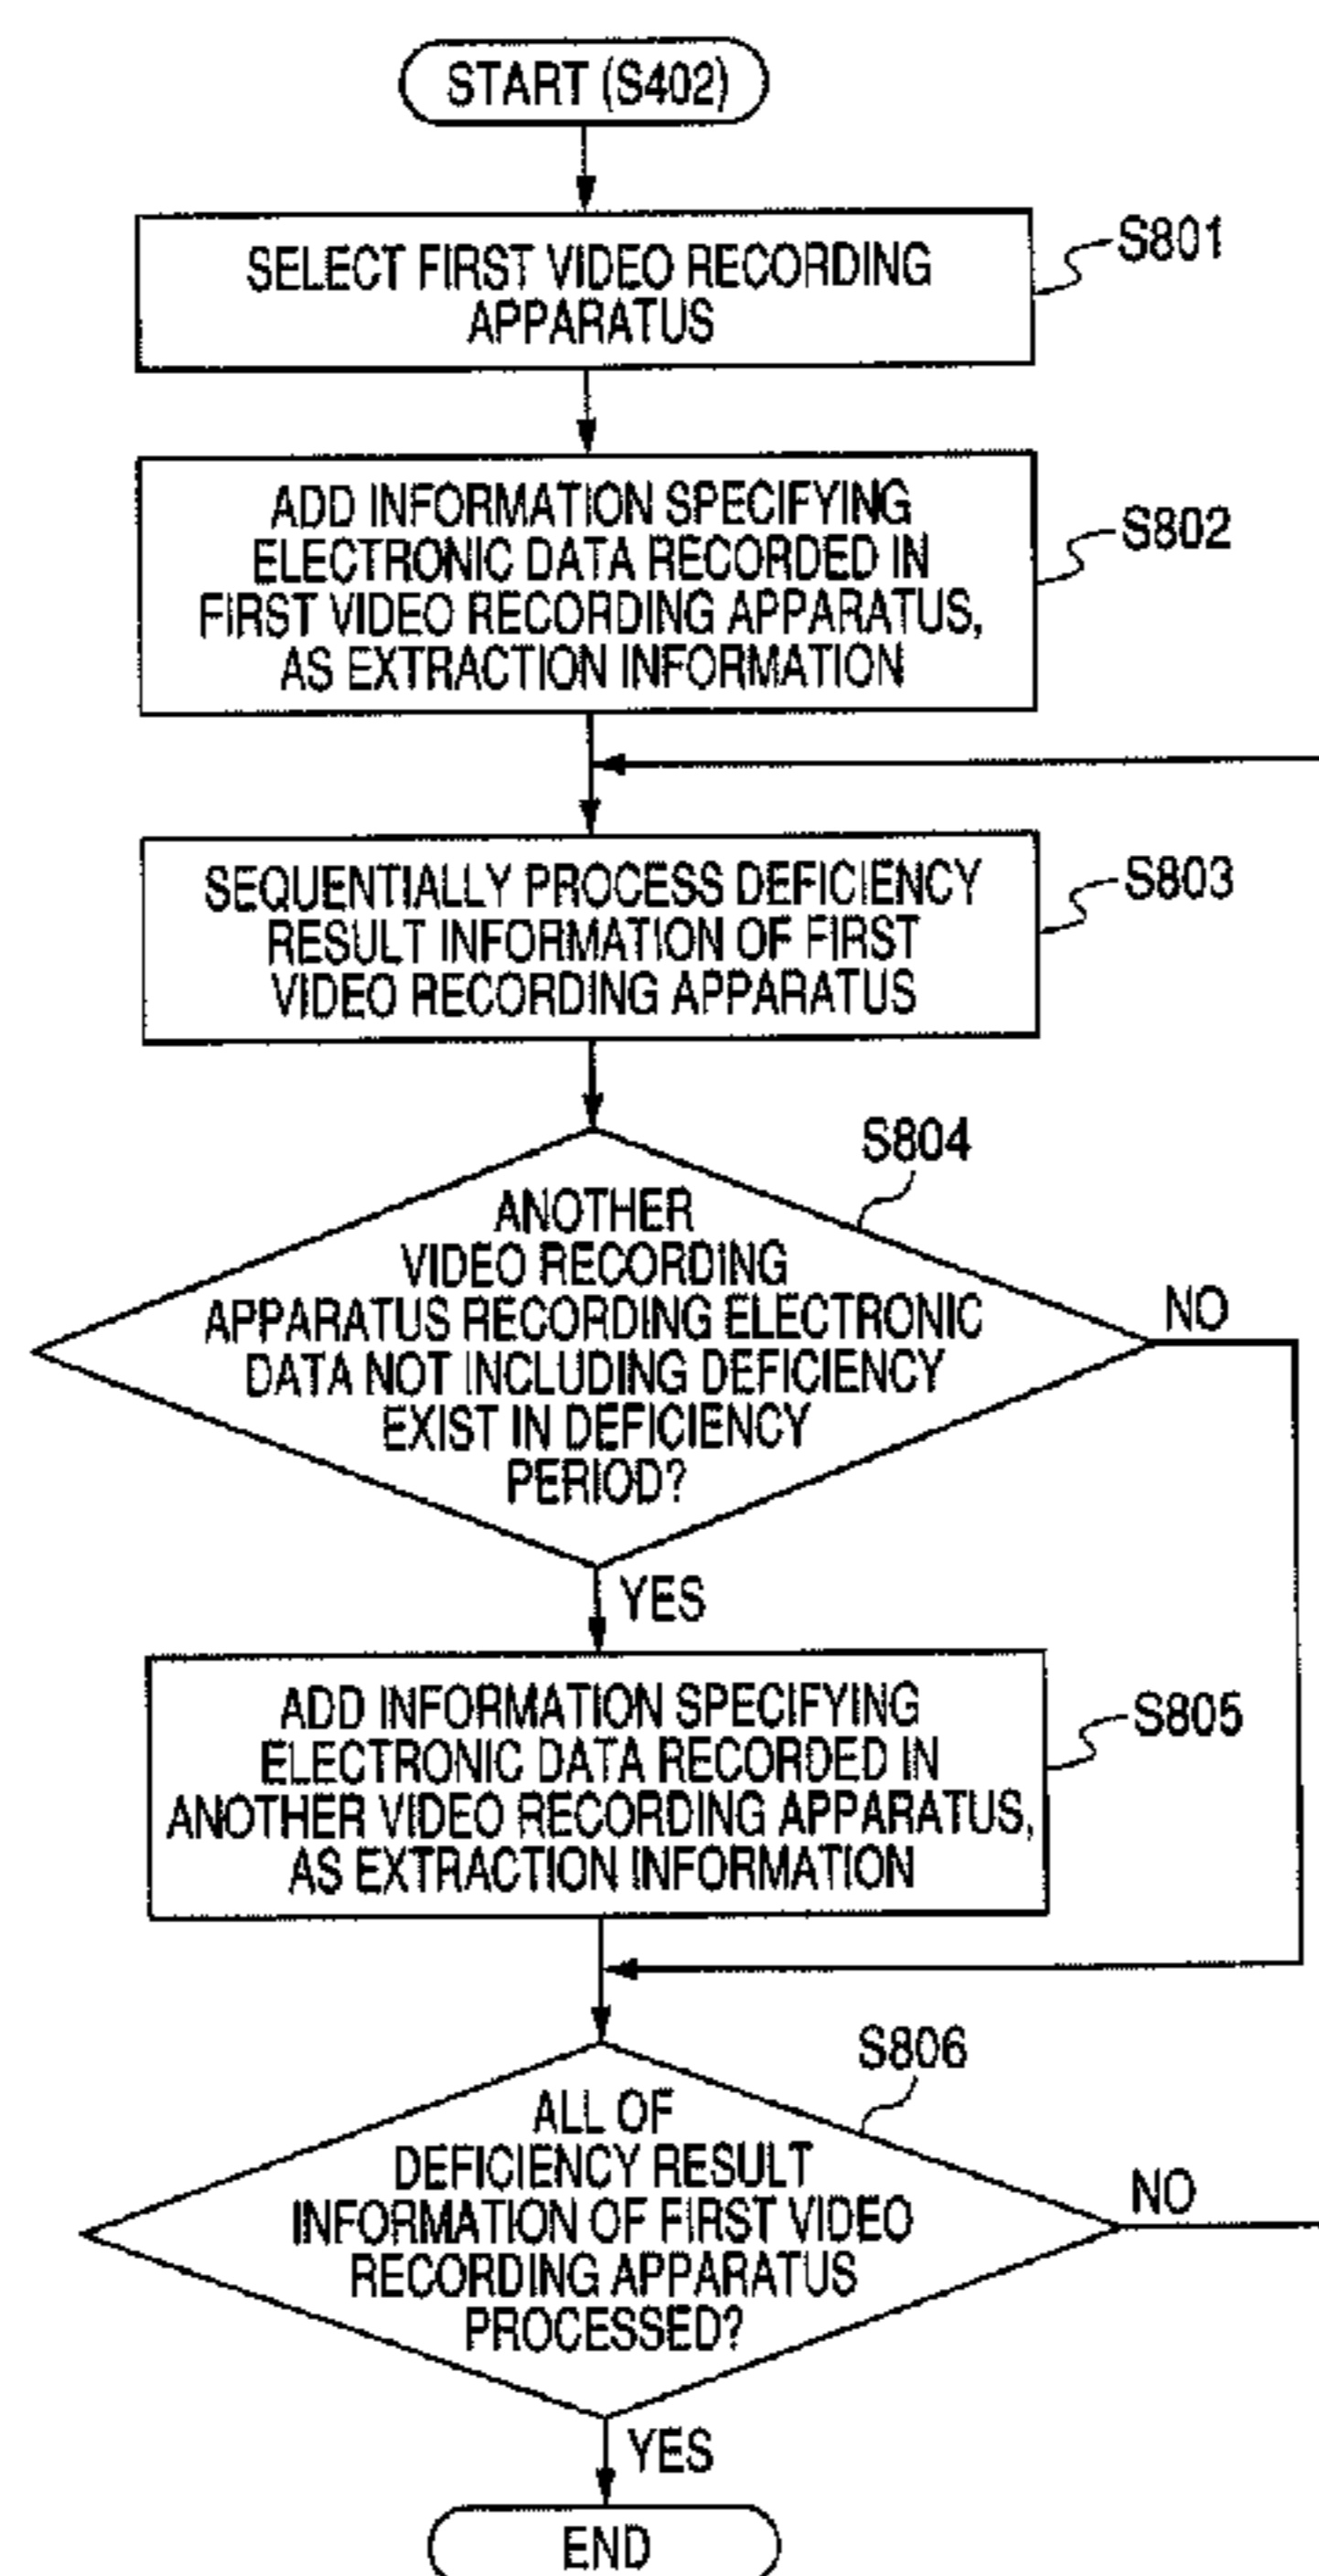 START (S402)
SELECT FIRST VIDEO RECORDING
APPARATUS
S801
ADD INFORMATION SPECIFYING
ELECTRONIC DATA RECORDED IN
FIRST VIDEO RECORDING APPARATUS,
AS EXTRACTION INFORMATION
S802
SEQUENTIALLY PROCESS DEFICIENCY
RESULT INFORMATION OF FIRST
VIDEO RECORDING APPARATUS
S803
S804
ANOTHER
VIDEO RECORDING
APPARATUS RECORDING ELECTRONIC
DATA NOT INCLUDING DEFICIENCY
EXIST IN DEFICIENCY
PERIOD?
NO
YES
ADD INFORMATION SPECIFYING
ELECTRONIC DATA RECORDED IN
ANOTHER VIDEO RECORDING APPARATUS,
AS EXTRACTION INFORMATION
S805
S806
ALL OF
DEFICIENCY RESULT
INFORMATION OF FIRST VIDEO
RECORDING APPARATUS
PROCESSED?
NO
YES
END